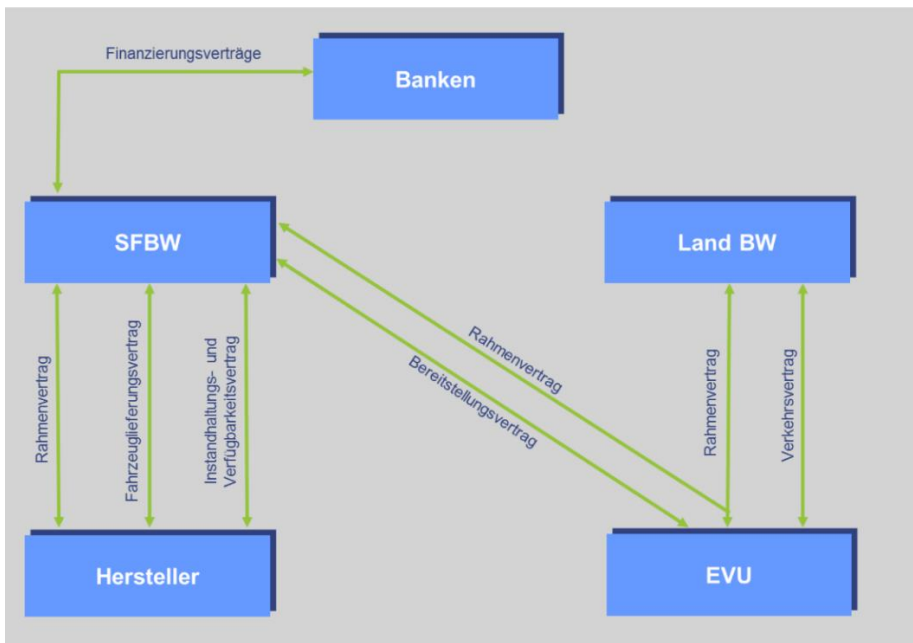 Finanzierungsverträge
Banken
SFBW
Land BW
Rahmenvertrag
Fahrzeuglieferungsvertrag
Instandhaltungs- und
Verfügbarkeitsvertrag
Rahmenvertrag
Bereitstellungsvertrag
Rahmenvertrag
Verkehrsvertrag
Hersteller
EVU